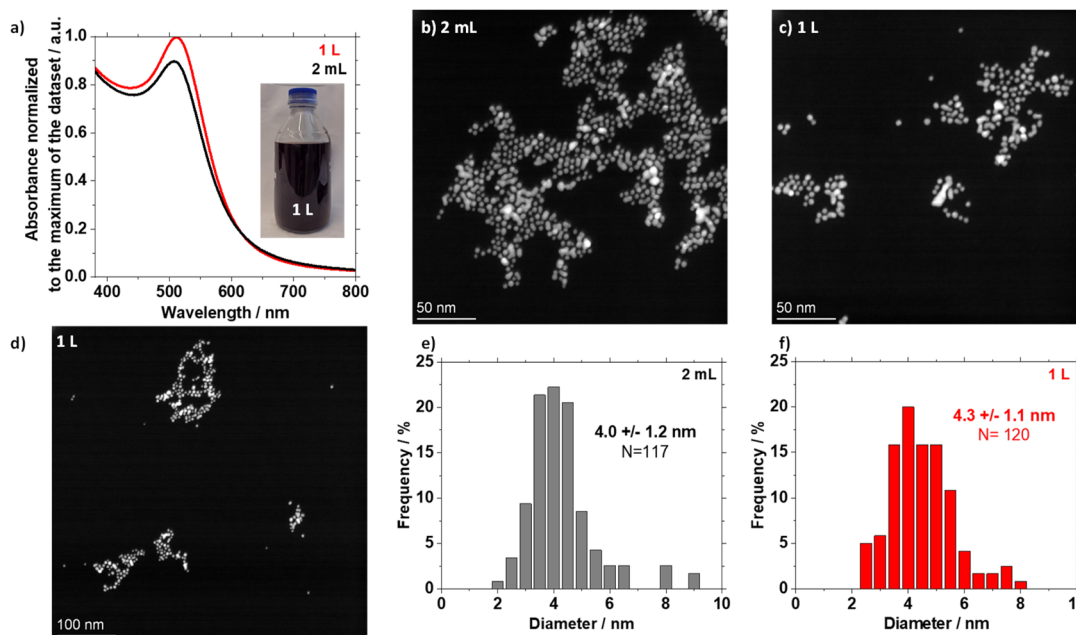 a)
Absorbance normalized
to the maximum of the dataset / a.u.
1.0
0.8
0.6
0.4
0.2
0.0
400 500 600 700 800
Wavelength / nm
1 L
2 mL
1 L
b) 2 mL
50 nm
c) 1 L
50 nm
d)
1 L
100 nm
e)
Frequency / %
25
20
15
10
5
0
0 2 4 6 8 10
Diameter / nm
2 mL
4.0 +/- 1.2 nm
N=117
f)
Frequency / %
25
20
15
10
5
0
0 2 4 6 8 10
Diameter / nm
1 L
4.3 +/- 1.1 nm
N= 120